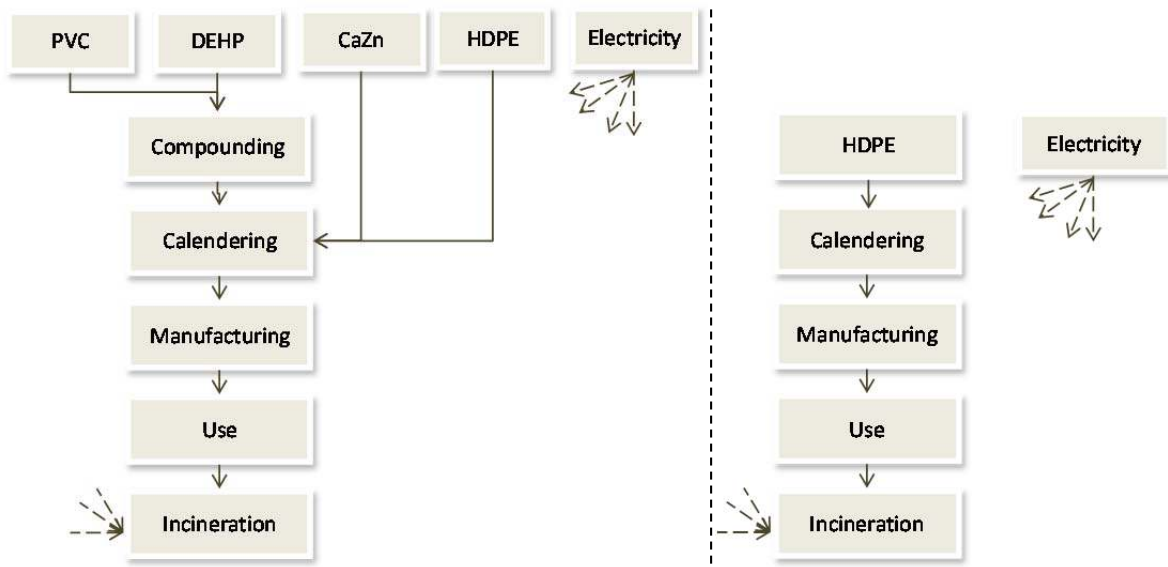 PVC
DEHP
CaZn
HDPE
Electricity
Compounding
Calendering
Manufacturing
Use
Incineration
HDPE
Electricity
Calendering
Manufacturing
Use
Incineration